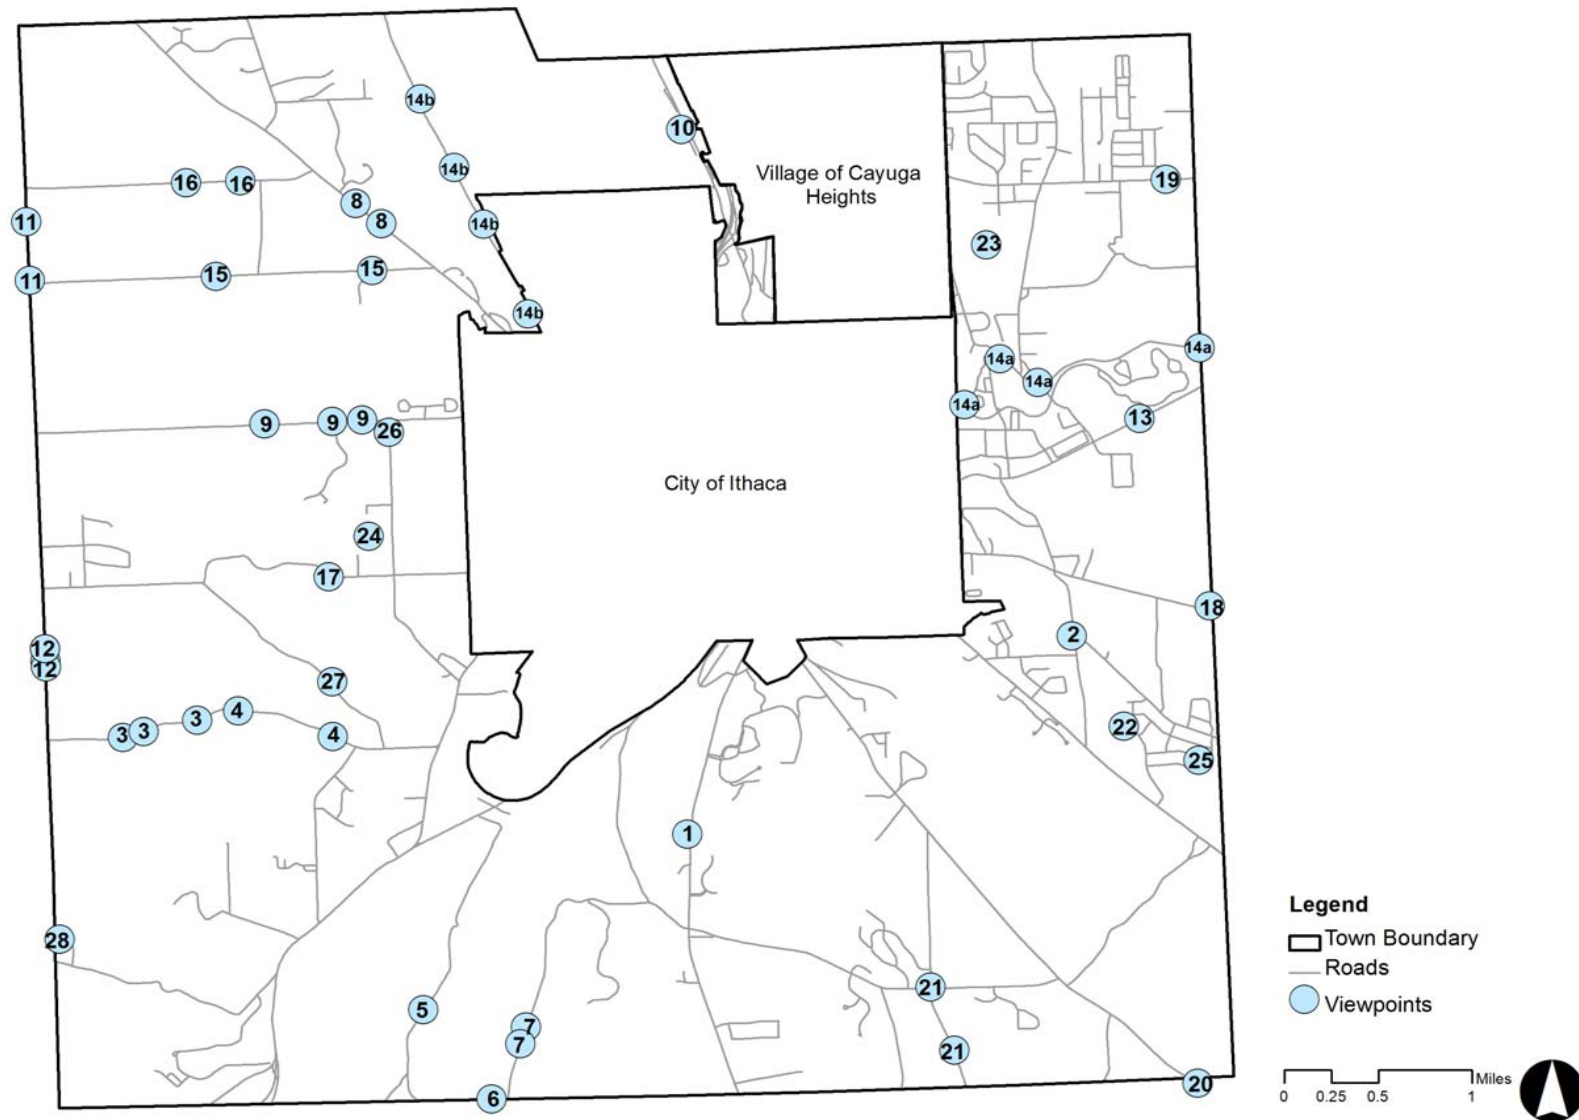 14b
10
14b
Village of Cayuga
Heights
16
16
19
8
11
8
14b
23
11
15
15
14b
14a
14a
14a
14a
13
9
9
9
26
City of Ithaca
24
17
18
2
12
12
27
4
3
3
3
4
22
25
1
28
5
7
7
6
21
21
20
Legend
Town Boundary
Roads
Viewpoints
Miles
0 0.25 0.5 1